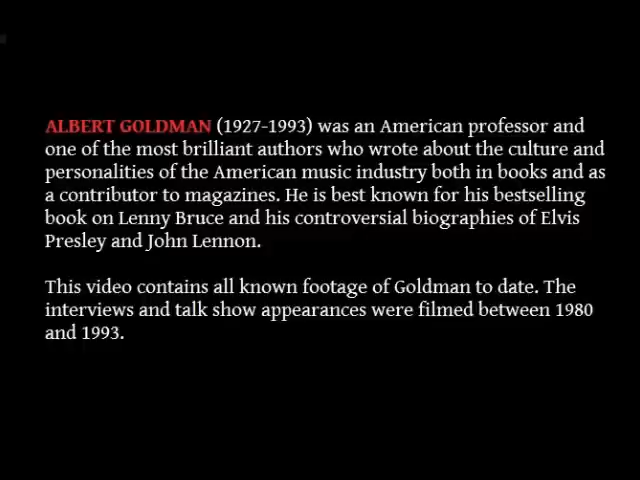 ALBERT GOLDMAN (1927-1993) was an American professor and
one of the most brilliant authors who wrote about the culture and
personalities of the American music industry both in books and as
a contributor to magazines. He is best known for his bestselling
book on Lenny Bruce and his controversial biographies of Elvis
Presley and John Lennon.
This video contains all known footage of Goldman to date. The
interviews and talk show appearances were filmed between 1980
and 1993.